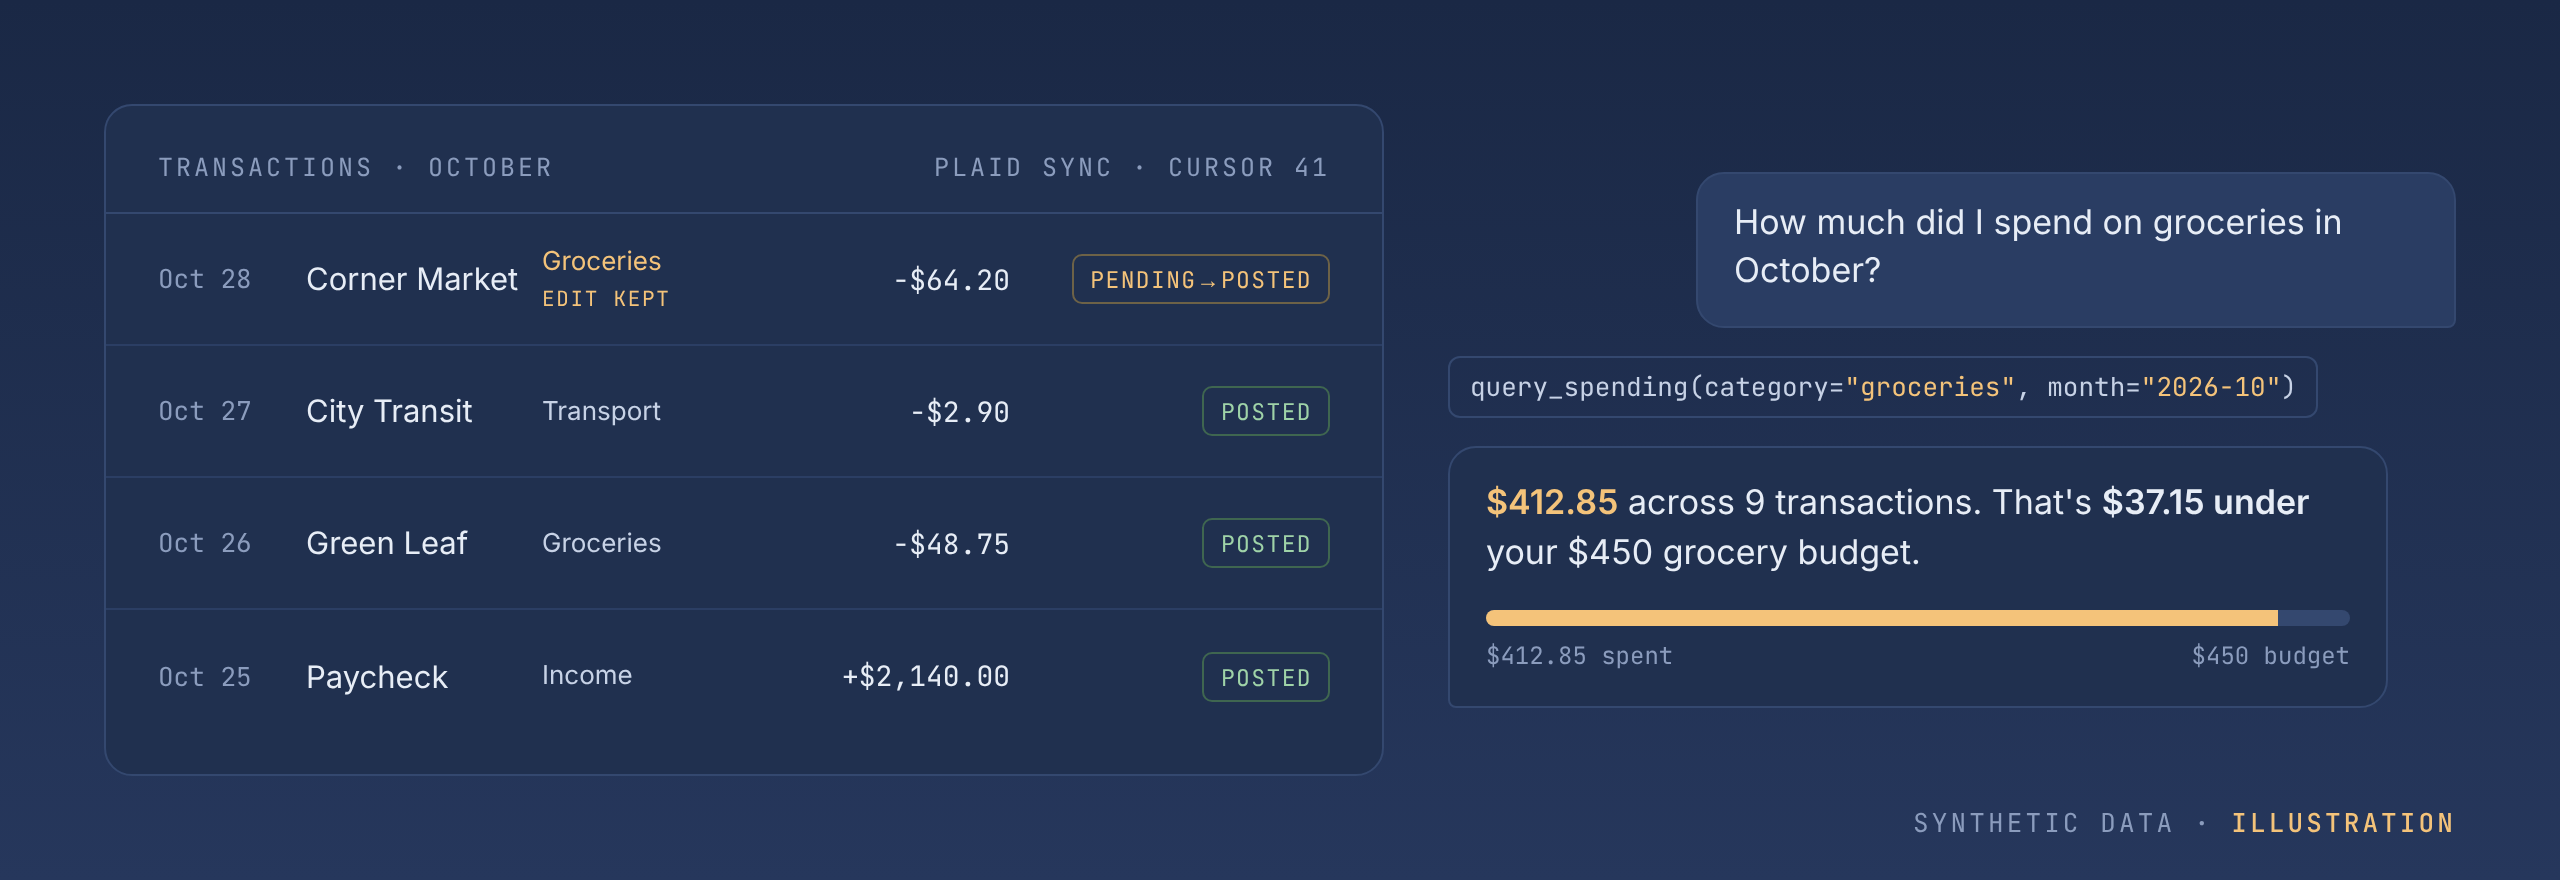 TRANSACTIONS · OCTOBER
PLAID SYNC · CURSOR 41
Oct 28 Corner Market Groceries -$64.20 PENDING→POSTED
EDIT KEPT
Oct 27 City Transit Transport -$2.90 POSTED
Oct 26 Green Leaf Groceries -$48.75 POSTED
Oct 25 Paycheck Income +$2,140.00 POSTED
How much did I spend on groceries in
October?
query_spending(category="groceries", month="2026-10")
$412.85 across 9 transactions. That's $37.15 under
your $450 grocery budget.
$412.85 spent
$450 budget
SYNTHETIC DATA · ILLUSTRATION